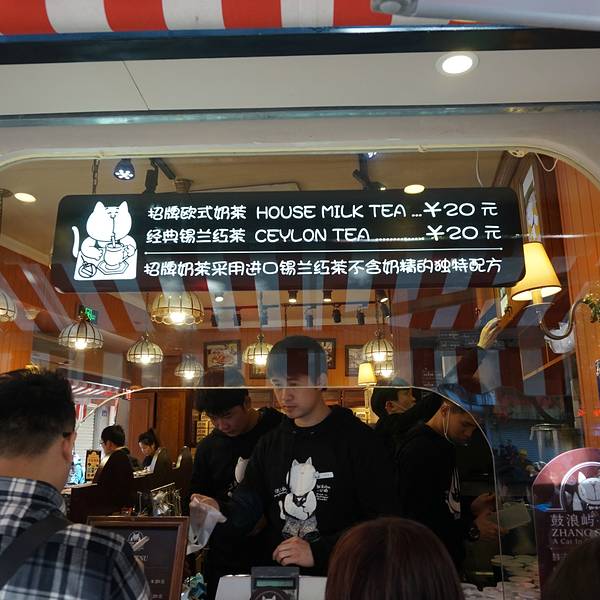 招牌欧式奶茶 HOUSE MILK TEA ...￥20 元
经典锡兰红茶 CEYLON TEA............￥20 元
招牌奶茶采用进口锡兰红茶不含奶精的独特配方
鼓浪屿
ZHANG
A Cat In